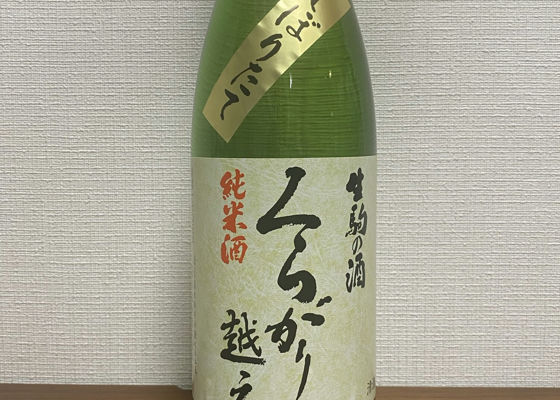 ぼりたて
生駒の酒
くらがり
越え
純米酒